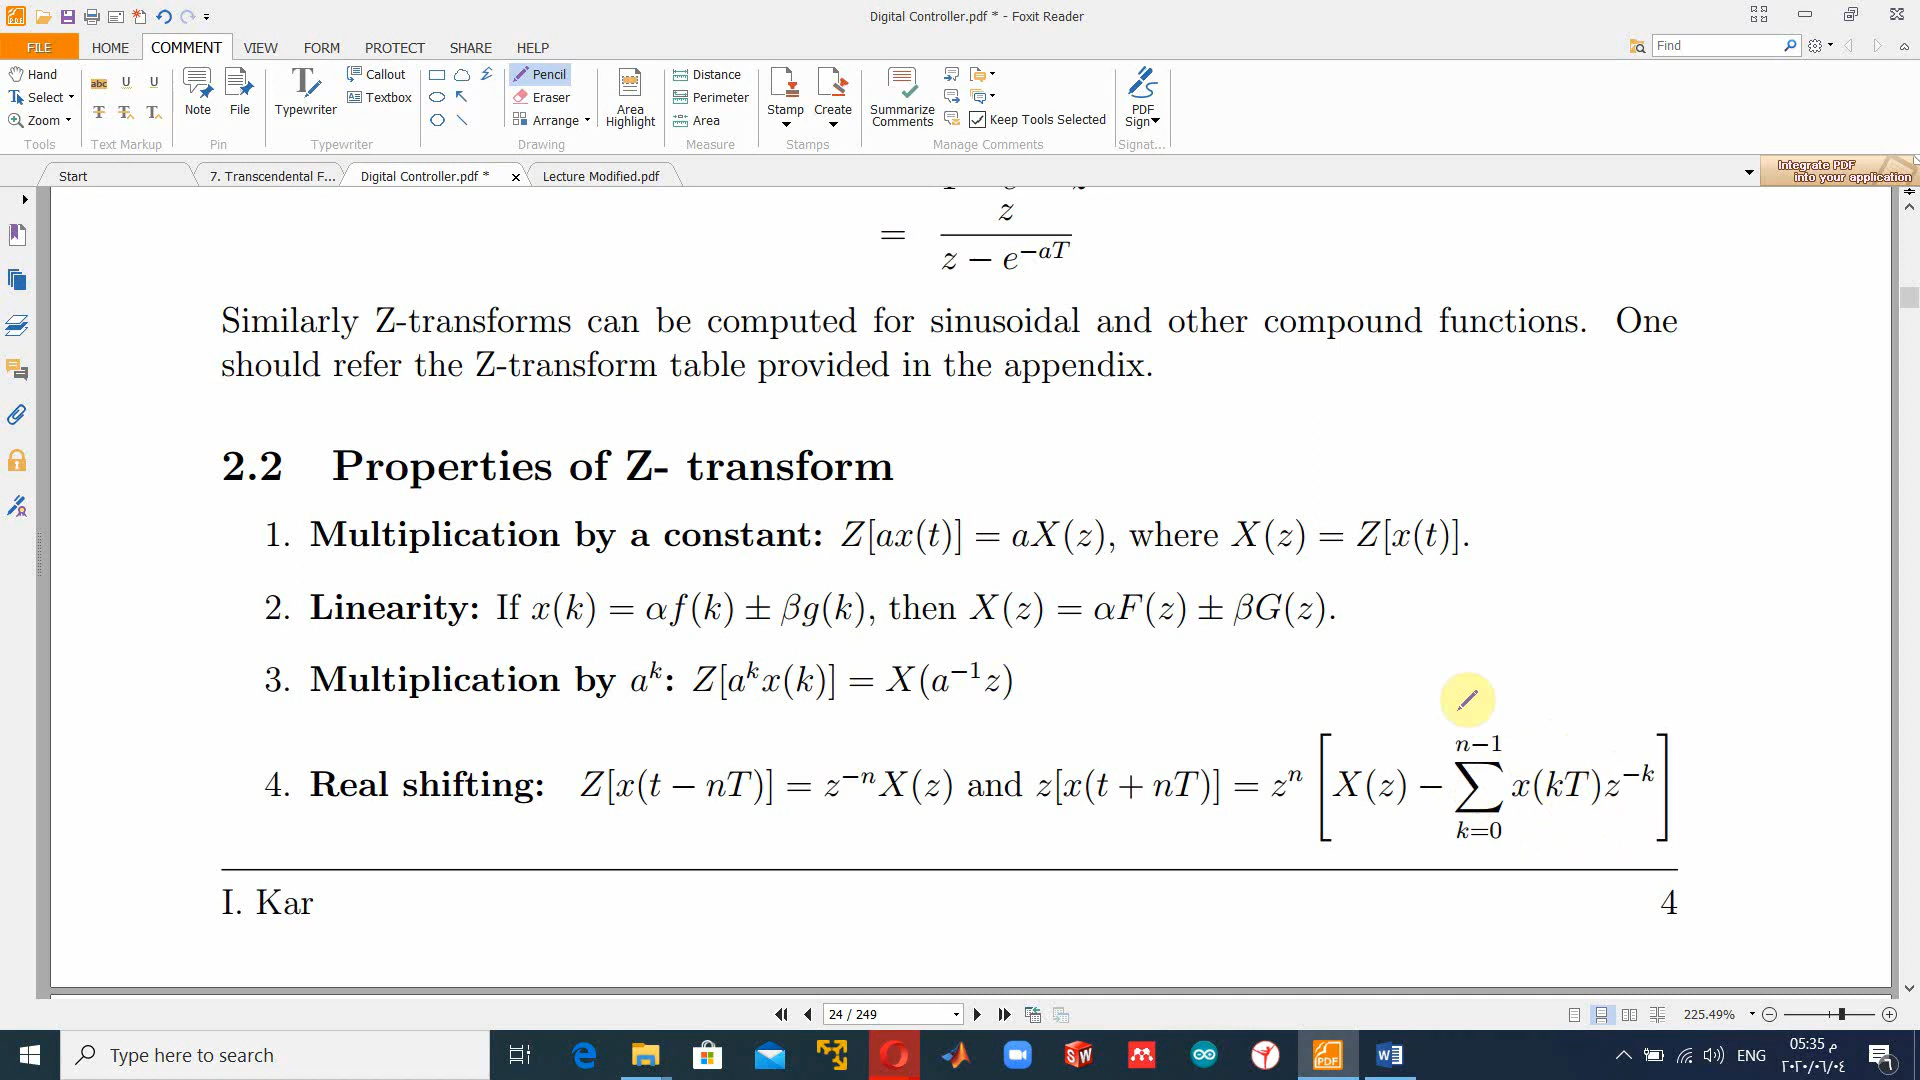 Digital Controller.pdf * - Foxit Reader
FILE HOME COMMENT VIEW FORM PROTECT SHARE HELP
Find
Hand
Select
Zoom
Tools
Text Markup
Note
File
Pin
Typewriter
Callout
Textbox
Typewriter
Pencil
Eraser
Arrange
Drawing
Area Highlight
Distance
Perimeter
Area
Measure
Stamp
Create
Stamps
Summarize Comments
Keep Tools Selected
Manage Comments
PDF Sign
Signat...
Start
7. Transcendental F...
Digital Controller.pdf *
Lecture Modified.pdf
Integrate PDF
into your application
= z / (z − e^{−aT})
Similarly Z-transforms can be computed for sinusoidal and other compound functions. One
should refer the Z-transform table provided in the appendix.
2.2 Properties of Z- transform
1. Multiplication by a constant: Z[ax(t)] = aX(z), where X(z) = Z[x(t)].
2. Linearity: If x(k) = αf(k) ± βg(k), then X(z) = αF(z) ± βG(z).
3. Multiplication by a^k: Z[a^k x(k)] = X(a^{−1}z)
4. Real shifting: Z[x(t − nT)] = z^{−n}X(z) and z[x(t + nT)] = z^n [X(z) − ∑_{k=0}^{n−1} x(kT)z^{−k}]
I. Kar 4
24 / 249
225.49%
Type here to search
ENG
05:35 م
٢٠٢٠/٠٦/٠٤